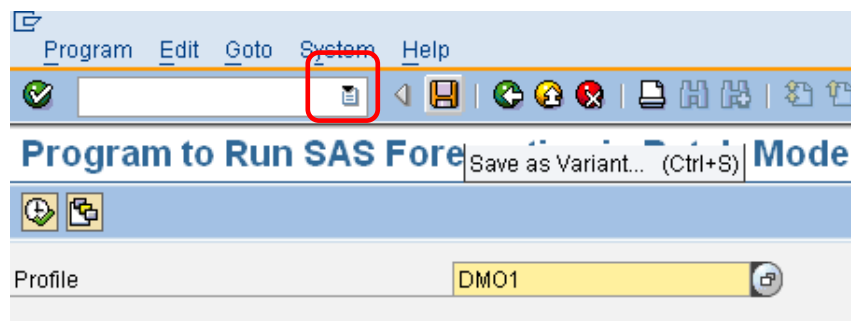 Program Edit Goto System Help
Program to Run SAS Fore Mode
Save as Variant... (Ctrl+S)
Profile DMO1